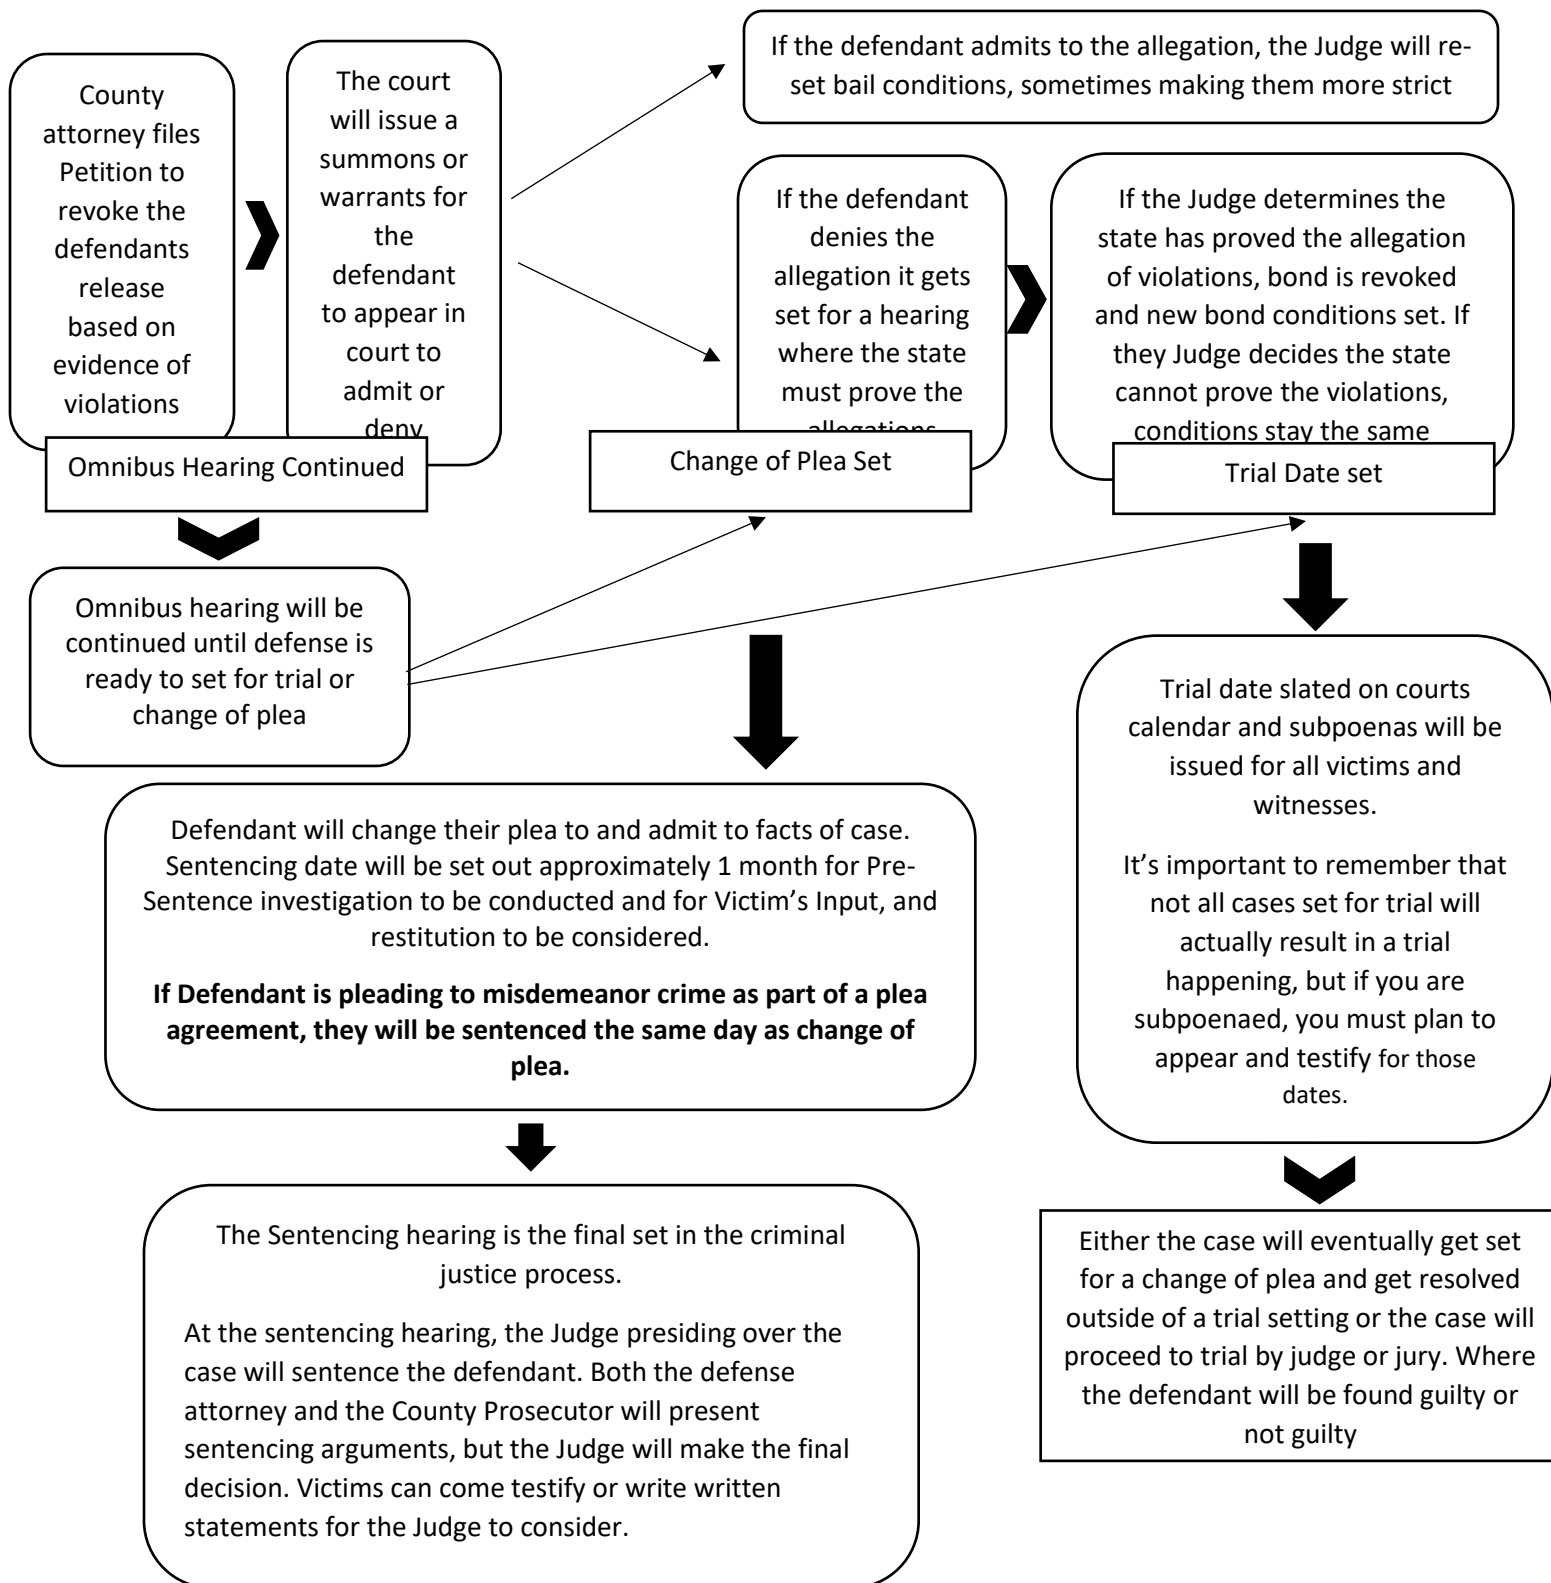 County
attorney files
Petition to
revoke the
defendants
release
based on
evidence of
violations
The court
will issue a
summons or
warrants for
the
defendant
to appear in
court to
admit or
deny
If the defendant admits to the allegation, the Judge will re-
set bail conditions, sometimes making them more strict
If the defendant
denies the
allegation it gets
set for a hearing
where the state
must prove the
allegations
If the Judge determines the
state has proved the allegation
of violations, bond is revoked
and new bond conditions set. If
they Judge decides the state
cannot prove the violations,
conditions stay the same
Omnibus Hearing Continued
Change of Plea Set
Trial Date set
Omnibus hearing will be
continued until defense is
ready to set for trial or
change of plea
Defendant will change their plea to and admit to facts of case.
Sentencing date will be set out approximately 1 month for Pre-
Sentence investigation to be conducted and for Victim’s Input, and
restitution to be considered.
If Defendant is pleading to misdemeanor crime as part of a plea
agreement, they will be sentenced the same day as change of
plea.
Trial date slated on courts
calendar and subpoenas will be
issued for all victims and
witnesses.
It’s important to remember that
not all cases set for trial will
actually result in a trial
happening, but if you are
subpoenaed, you must plan to
appear and testify for those
dates.
The Sentencing hearing is the final set in the criminal
justice process.
At the sentencing hearing, the Judge presiding over the
case will sentence the defendant. Both the defense
attorney and the County Prosecutor will present
sentencing arguments, but the Judge will make the final
decision. Victims can come testify or write written
statements for the Judge to consider.
Either the case will eventually get set
for a change of plea and get resolved
outside of a trial setting or the case will
proceed to trial by judge or jury. Where
the defendant will be found guilty or
not guilty